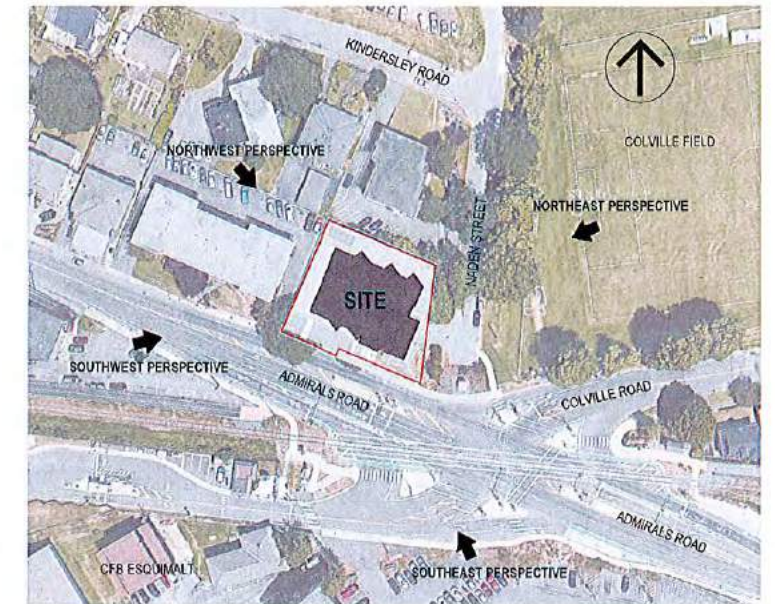 KINDERSLEY ROAD
COLVILLE FIELD
NORTHWEST PERSPECTIVE
NORTHEAST PERSPECTIVE
NADEN STREET
SITE
SOUTHWEST PERSPECTIVE
ADMIRALS ROAD
COLVILLE ROAD
ADMIRALS ROAD
CFB ESQUIMALT
SOUTHEAST PERSPECTIVE